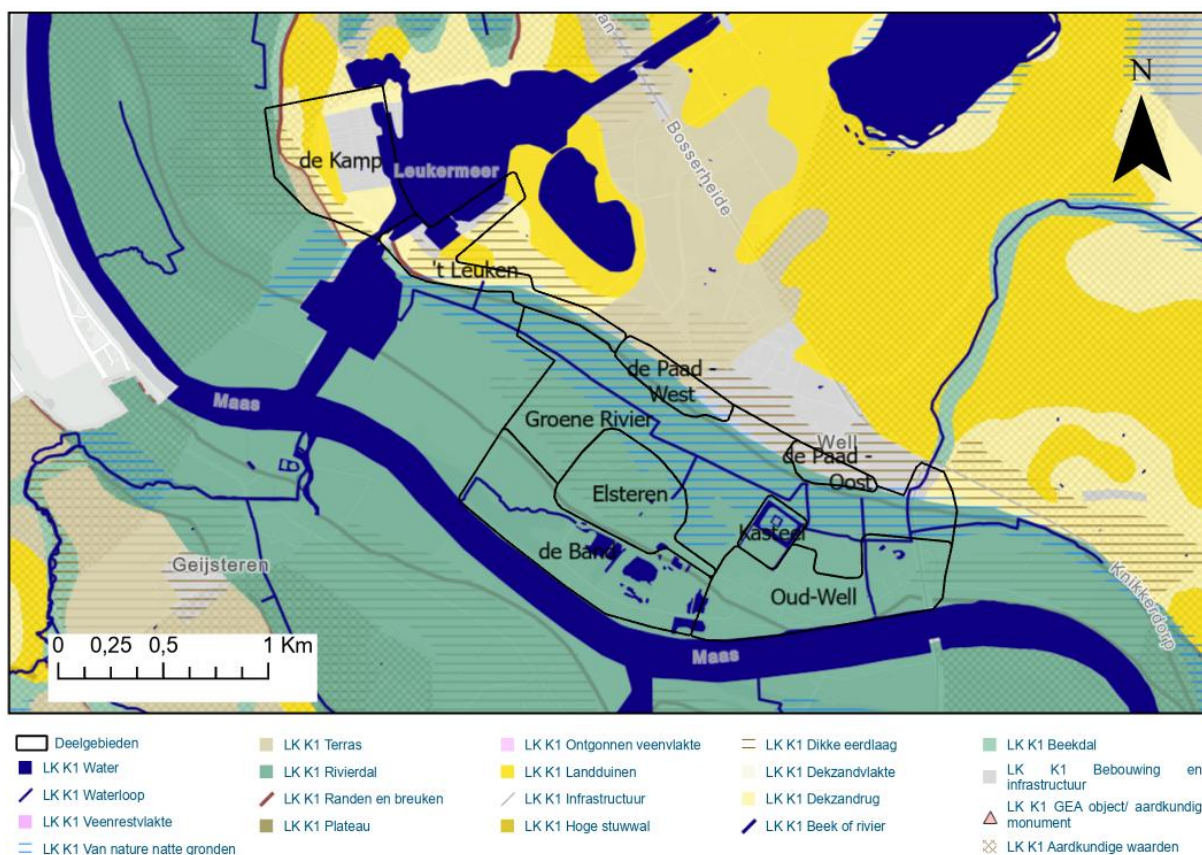 N
de Kamp
Leukermeer
Bosserheide
't Leuken
de Paad -
West
Maas
Groene Rivier
Well
de Paad -
Oost
Elsteren
Kasteel
de Band
Geijsteren
Oud-Well
Knikkerdorp
Maas
0 0,25 0,5 1 Km
Deelgebieden
LK K1 Water
LK K1 Waterloop
LK K1 Veenrestvlakte
LK K1 Van nature natte gronden
LK K1 Terras
LK K1 Rivierdal
LK K1 Randen en breuken
LK K1 Plateau
LK K1 Ontgonnen veenvlakte
LK K1 Landduinen
LK K1 Infrastructuur
LK K1 Hoge stuwwal
LK K1 Dikke eerdlaag
LK K1 Dekzandvlakte
LK K1 Dekzandrug
LK K1 Beek of rivier
LK K1 Beekdal
LK K1 Bebouwing en
infrastructuur
LK K1 GEA object/ aardkundig
monument
LK K1 Aardkundige waarden